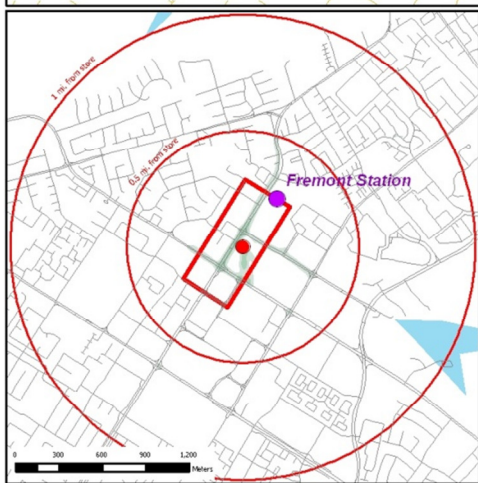 1 mi. from store
0.5 mi. from store
Fremont Station
0 300 600 900 1,200
Meters